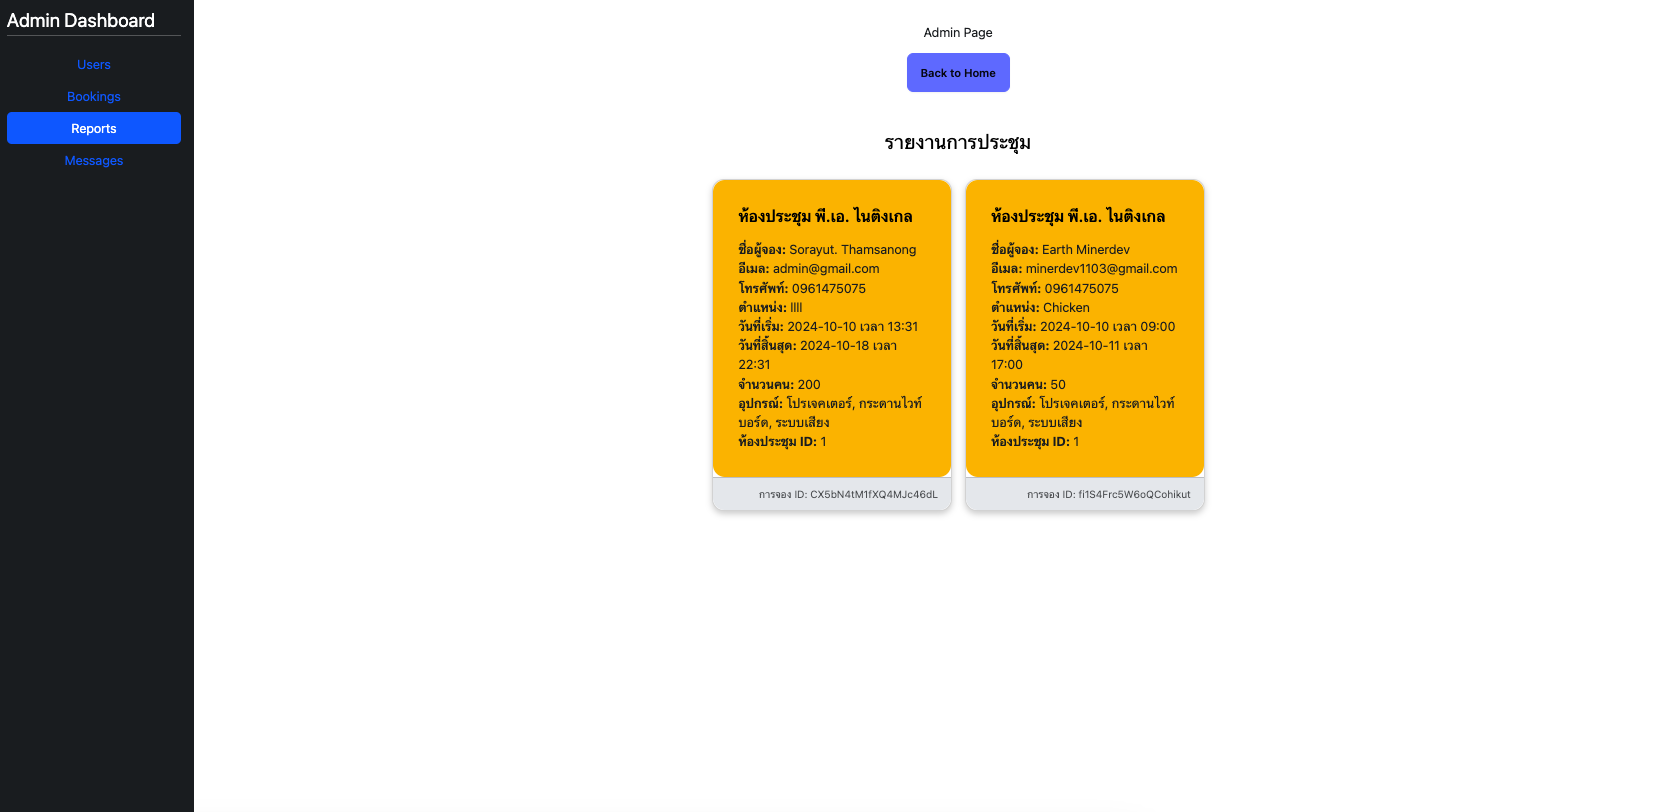 Admin Dashboard
Users
Bookings
Reports
Messages
Admin Page
Back to Home
รายงานการประชุม
ห้องประชุม พี.เอ. ไนติงเกล
ชื่อผู้จอง: Sorayut. Thamsanong
อีเมล: admin@gmail.com
โทรศัพท์: 0961475075
ตำแหน่ง: llll
วันที่เริ่ม: 2024-10-10 เวลา 13:31
วันที่สิ้นสุด: 2024-10-18 เวลา
22:31
จำนวนคน: 200
อุปกรณ์: โปรเจคเตอร์, กระดานไวท์
บอร์ด, ระบบเสียง
ห้องประชุม ID: 1
การจอง ID: CX5bN4tM1fXQ4MJc46dL
ห้องประชุม พี.เอ. ไนติงเกล
ชื่อผู้จอง: Earth Minerdev
อีเมล: minerdev1103@gmail.com
โทรศัพท์: 0961475075
ตำแหน่ง: Chicken
วันที่เริ่ม: 2024-10-10 เวลา 09:00
วันที่สิ้นสุด: 2024-10-11 เวลา
17:00
จำนวนคน: 50
อุปกรณ์: โปรเจคเตอร์, กระดานไวท์
บอร์ด, ระบบเสียง
ห้องประชุม ID: 1
การจอง ID: fi1S4Frc5W6oQCohikut